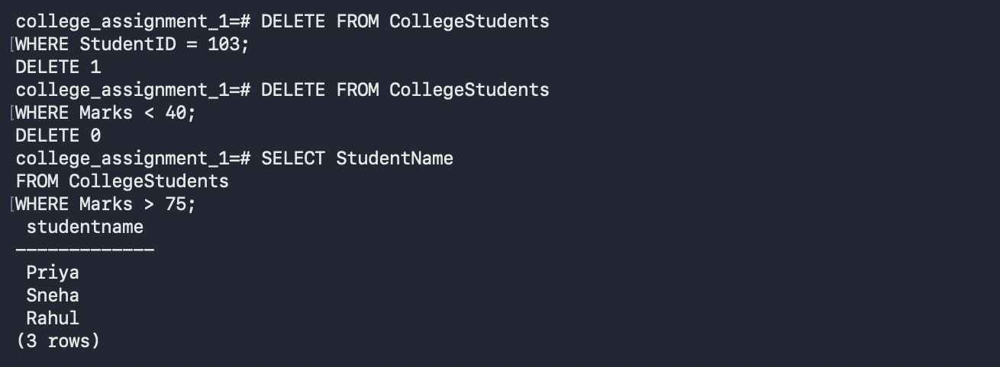 college_assignment_1=# DELETE FROM CollegeStudents
[WHERE StudentID = 103;
DELETE 1
college_assignment_1=# DELETE FROM CollegeStudents
[WHERE Marks < 40;
DELETE 0
college_assignment_1=# SELECT StudentName
FROM CollegeStudents
[WHERE Marks > 75;
 studentname
-------------
 Priya
 Sneha
 Rahul
(3 rows)